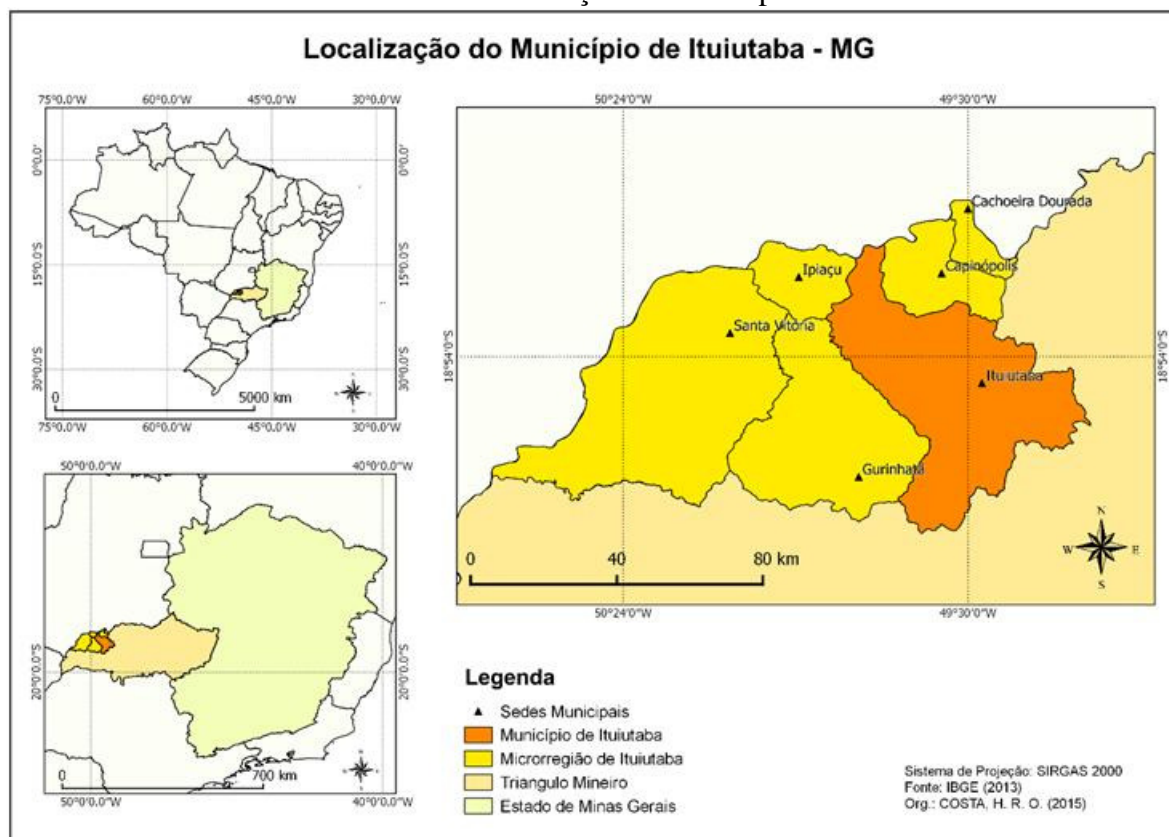 Localização do Município de Ituiutaba - MG
75°0.0'W 60°0.0'W 45°0.0'W 30°0.0'W
0°0.0'
0°0.0'
15°0.0'S
15°0.0'S
30°0.0'S
30°0.0'S
0 5000 km
75°0.0'W 60°0.0'W 45°0.0'W 30°0.0'W
50°24'0"W 49°30'0"W
Cachoeira Dourada
Ipiaçu
Capinópolis
Santa Vitória
18°54'0"S
18°54'0"S
Ituiutaba
Gurinhatã
0 40 80 km
N
W E
S
50°24'0"W 49°30'0"W
50°0'0.0"W 40°0'0.0"W
20°0'0.0"S
20°0'0.0"S
0 700 km
50°0'0.0"W 40°0'0.0"W
Legenda
Sedes Municipais
Município de Ituiutaba
Microrregião de Ituiutaba
Triangulo Mineiro
Estado de Minas Gerais
Sistema de Projeção: SIRGAS 2000
Fonte: IBGE (2013)
Org.: COSTA, H. R. O. (2015)